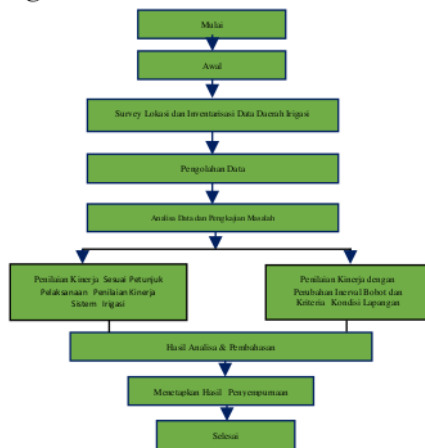 Mulai
Awal
Survey Lokasi dan Inventarisasi Data Daerah Irigasi
Pengolahan Data
Analisa Data dan Pengkajian Masalah
Penilaian Kinerja Sesuai Petunjuk
Pelaksanaan Penilaian Kinerja
Sistem Irigasi
Penilaian Kinerja dengan
Perubahan Inerval Bobot dan
Kriteria Kondisi Lapangan
Hasil Analisa & Pembahasan
Menetapkan Hasil Penyempurnaan
Selesai